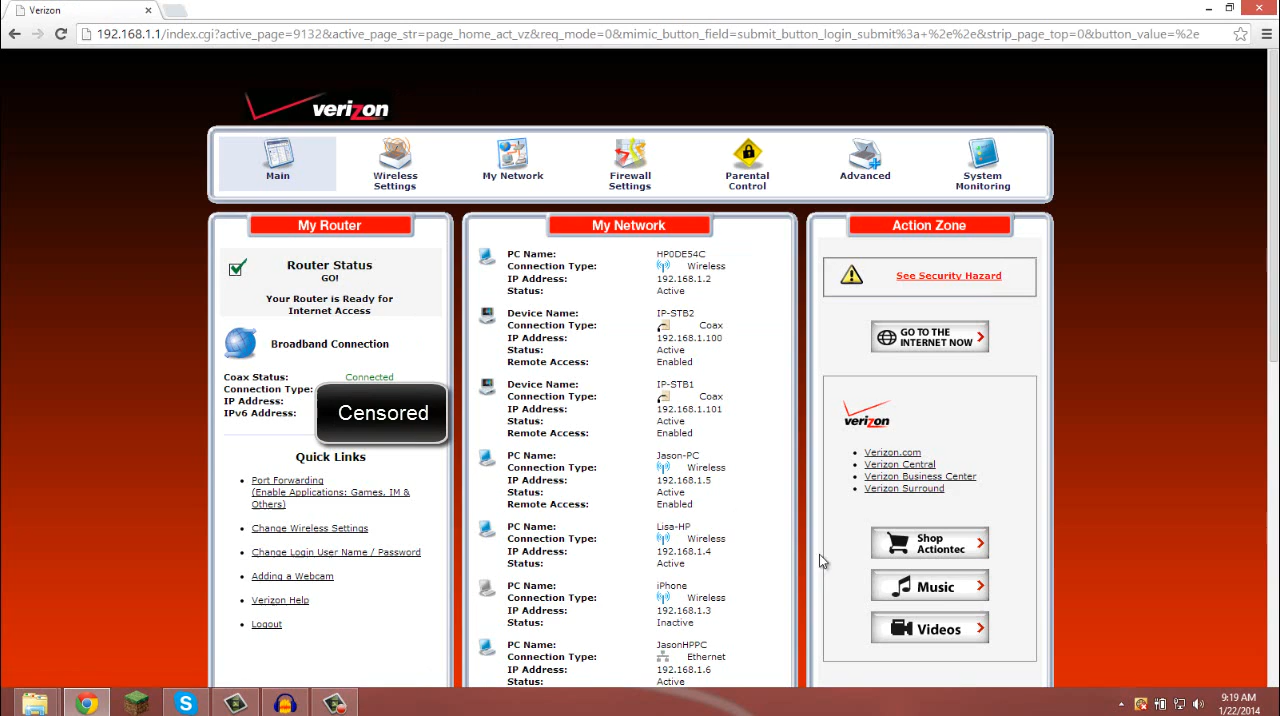 Verizon
192.168.1.1/index.cgi?active_page=9132&active_page_str=page_home_act_vz&req_mode=0&mimic_button_field=submit_button_login_submit%3a+%2e%2e&strip_page_top=0&button_value=%2e
verizon
Main
Wireless Settings
My Network
Firewall Settings
Parental Control
Advanced
System Monitoring
My Router
Router Status
GO!
Your Router is Ready for
Internet Access
Broadband Connection
Coax Status: Connected
Connection Type:
IP Address:
IPv6 Address:
Censored
Quick Links
Port Forwarding
(Enable Applications: Games, IM &
Others)
Change Wireless Settings
Change Login User Name / Password
Adding a Webcam
Verizon Help
Logout
My Network
PC Name: HP0DE54C
Connection Type: Wireless
IP Address: 192.168.1.2
Status: Active
Device Name: IP-STB2
Connection Type: Coax
IP Address: 192.168.1.100
Status: Active
Remote Access: Enabled
Device Name: IP-STB1
Connection Type: Coax
IP Address: 192.168.1.101
Status: Active
Remote Access: Enabled
PC Name: Jason-PC
Connection Type: Wireless
IP Address: 192.168.1.5
Status: Active
Remote Access: Enabled
PC Name: Lisa-HP
Connection Type: Wireless
IP Address: 192.168.1.4
Status: Active
PC Name: iPhone
Connection Type: Wireless
IP Address: 192.168.1.3
Status: Inactive
PC Name: JasonHPPC
Connection Type: Ethernet
IP Address: 192.168.1.6
Status: Active
Action Zone
See Security Hazard
GO TO THE
INTERNET NOW
verizon
Verizon.com
Verizon Central
Verizon Business Center
Verizon Surround
Shop
Actiontec
Music
Videos
9:19 AM
1/22/2014